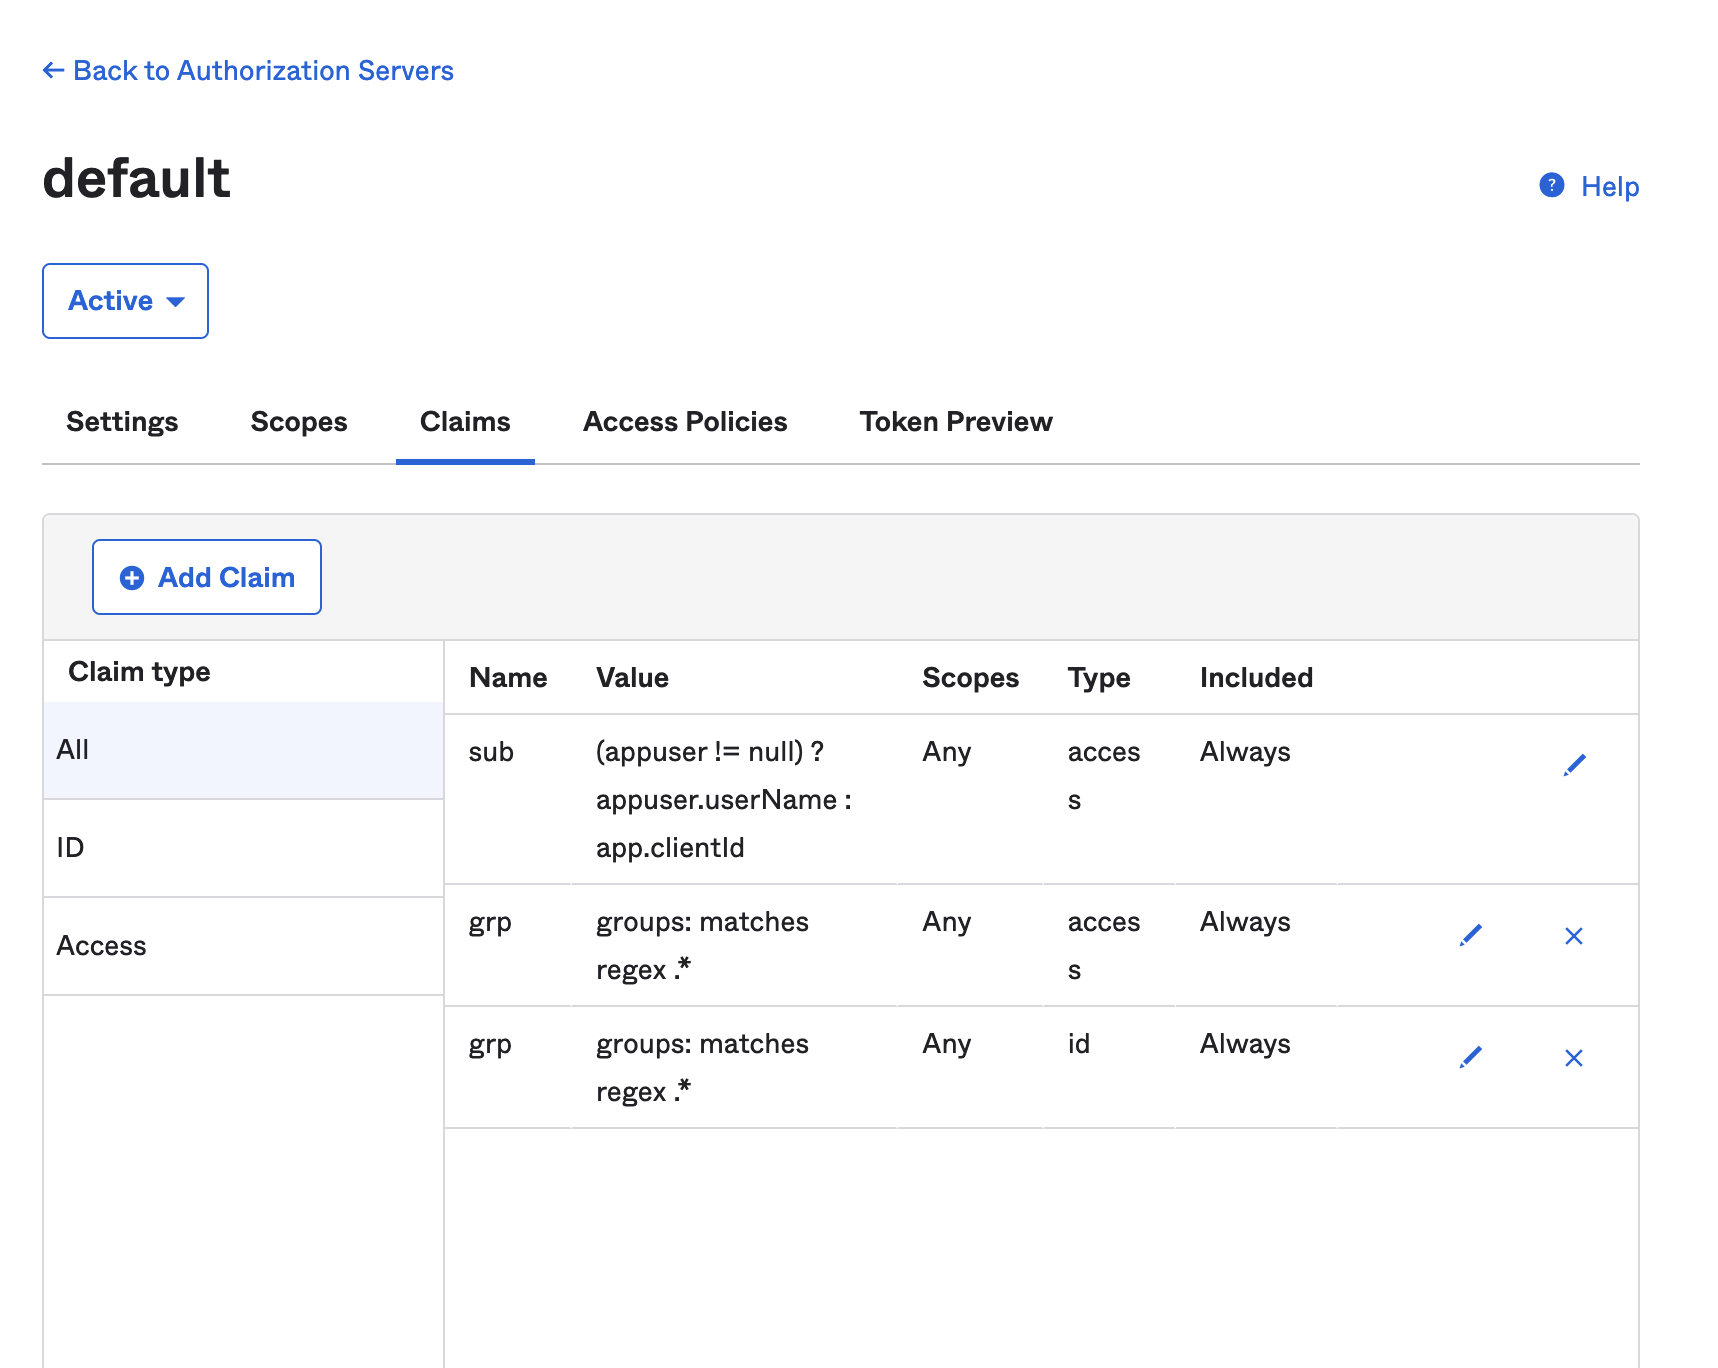 ← Back to Authorization Servers
default
? Help
Active
Settings Scopes Claims Access Policies Token Preview
Add Claim
Claim type
All
ID
Access
Name Value Scopes Type Included
sub (appuser != null) ? Any acces Always
appuser.userName : s
app.clientId
grp groups: matches Any acces Always
regex .* s
grp groups: matches Any id Always
regex .*